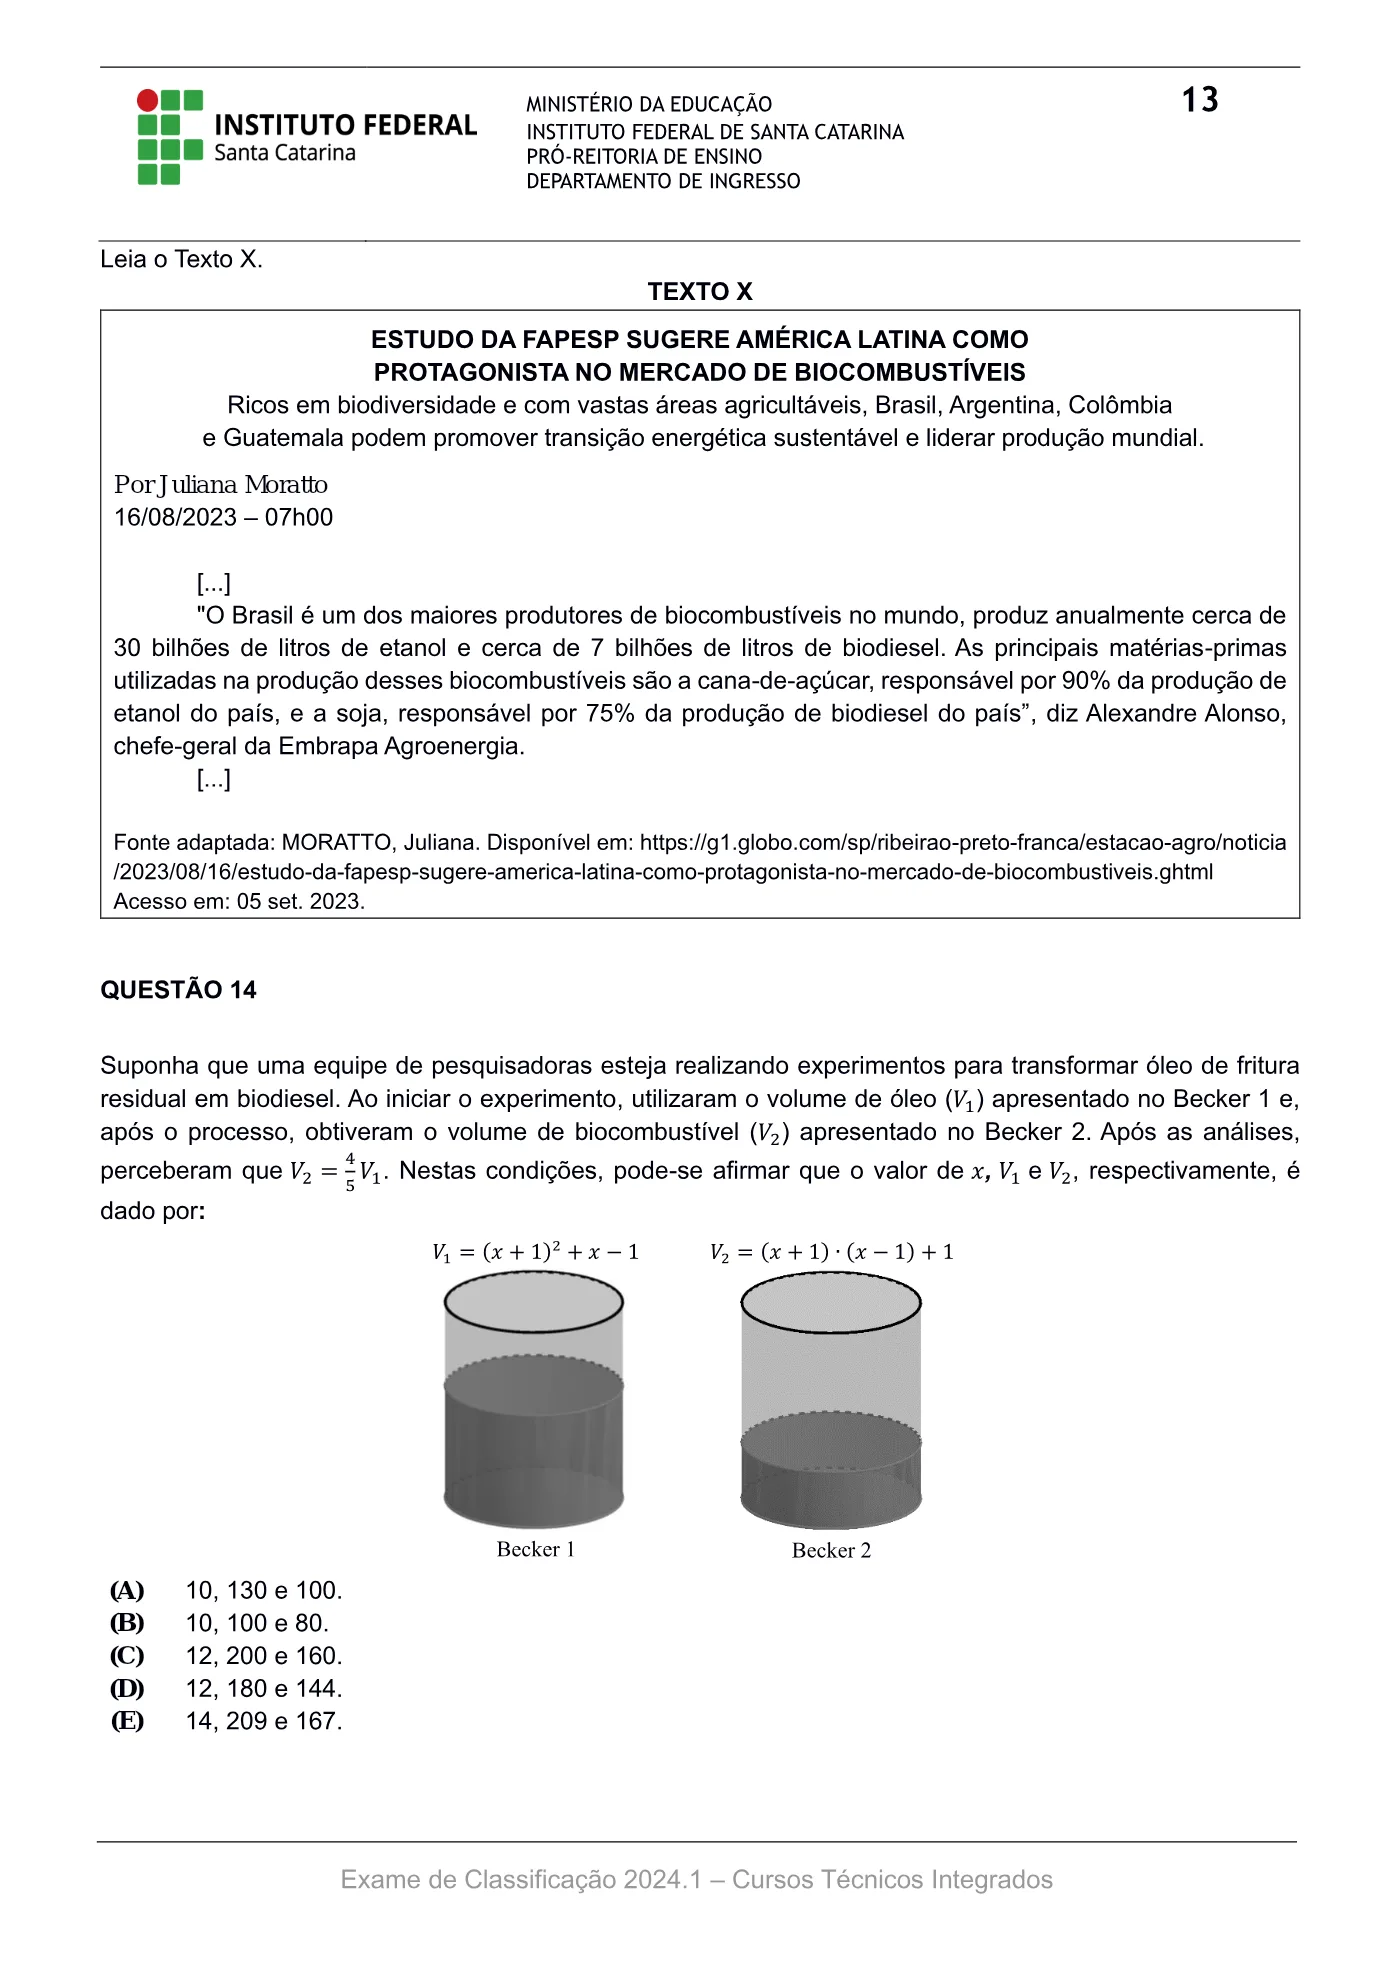 INSTITUTO FEDERAL
Santa Catarina
MINISTÉRIO DA EDUCAÇÃO
INSTITUTO FEDERAL DE SANTA CATARINA
PRÓ-REITORIA DE ENSINO
DEPARTAMENTO DE INGRESSO
13
Leia o Texto X.
TEXTO X
ESTUDO DA FAPESP SUGERE AMÉRICA LATINA COMO
PROTAGONISTA NO MERCADO DE BIOCOMBUSTÍVEIS
Ricos em biodiversidade e com vastas áreas agricultáveis, Brasil, Argentina, Colômbia
e Guatemala podem promover transição energética sustentável e liderar produção mundial.
Por Juliana Moratto
16/08/2023 – 07h00
[...]
"O Brasil é um dos maiores produtores de biocombustíveis no mundo, produz anualmente cerca de
30 bilhões de litros de etanol e cerca de 7 bilhões de litros de biodiesel. As principais matérias-primas
utilizadas na produção desses biocombustíveis são a cana-de-açúcar, responsável por 90% da produção de
etanol do país, e a soja, responsável por 75% da produção de biodiesel do país”, diz Alexandre Alonso,
chefe-geral da Embrapa Agroenergia.
[...]
Fonte adaptada: MORATTO, Juliana. Disponível em: https://g1.globo.com/sp/ribeirao-preto-franca/estacao-agro/noticia
/2023/08/16/estudo-da-fapesp-sugere-america-latina-como-protagonista-no-mercado-de-biocombustiveis.ghtml
Acesso em: 05 set. 2023.
QUESTÃO 14
Suponha que uma equipe de pesquisadoras esteja realizando experimentos para transformar óleo de fritura
residual em biodiesel. Ao iniciar o experimento, utilizaram o volume de óleo (V₁) apresentado no Becker 1 e,
após o processo, obtiveram o volume de biocombustível (V₂) apresentado no Becker 2. Após as análises,
perceberam que V₂ = 4/5 V₁. Nestas condições, pode-se afirmar que o valor de x, V₁ e V₂, respectivamente, é
dado por:
V₁ = (x + 1)² + x − 1
V₂ = (x + 1) · (x − 1) + 1
Becker 1
Becker 2
(A) 10, 130 e 100.
(B) 10, 100 e 80.
(C) 12, 200 e 160.
(D) 12, 180 e 144.
(E) 14, 209 e 167.
Exame de Classificação 2024.1 – Cursos Técnicos Integrados